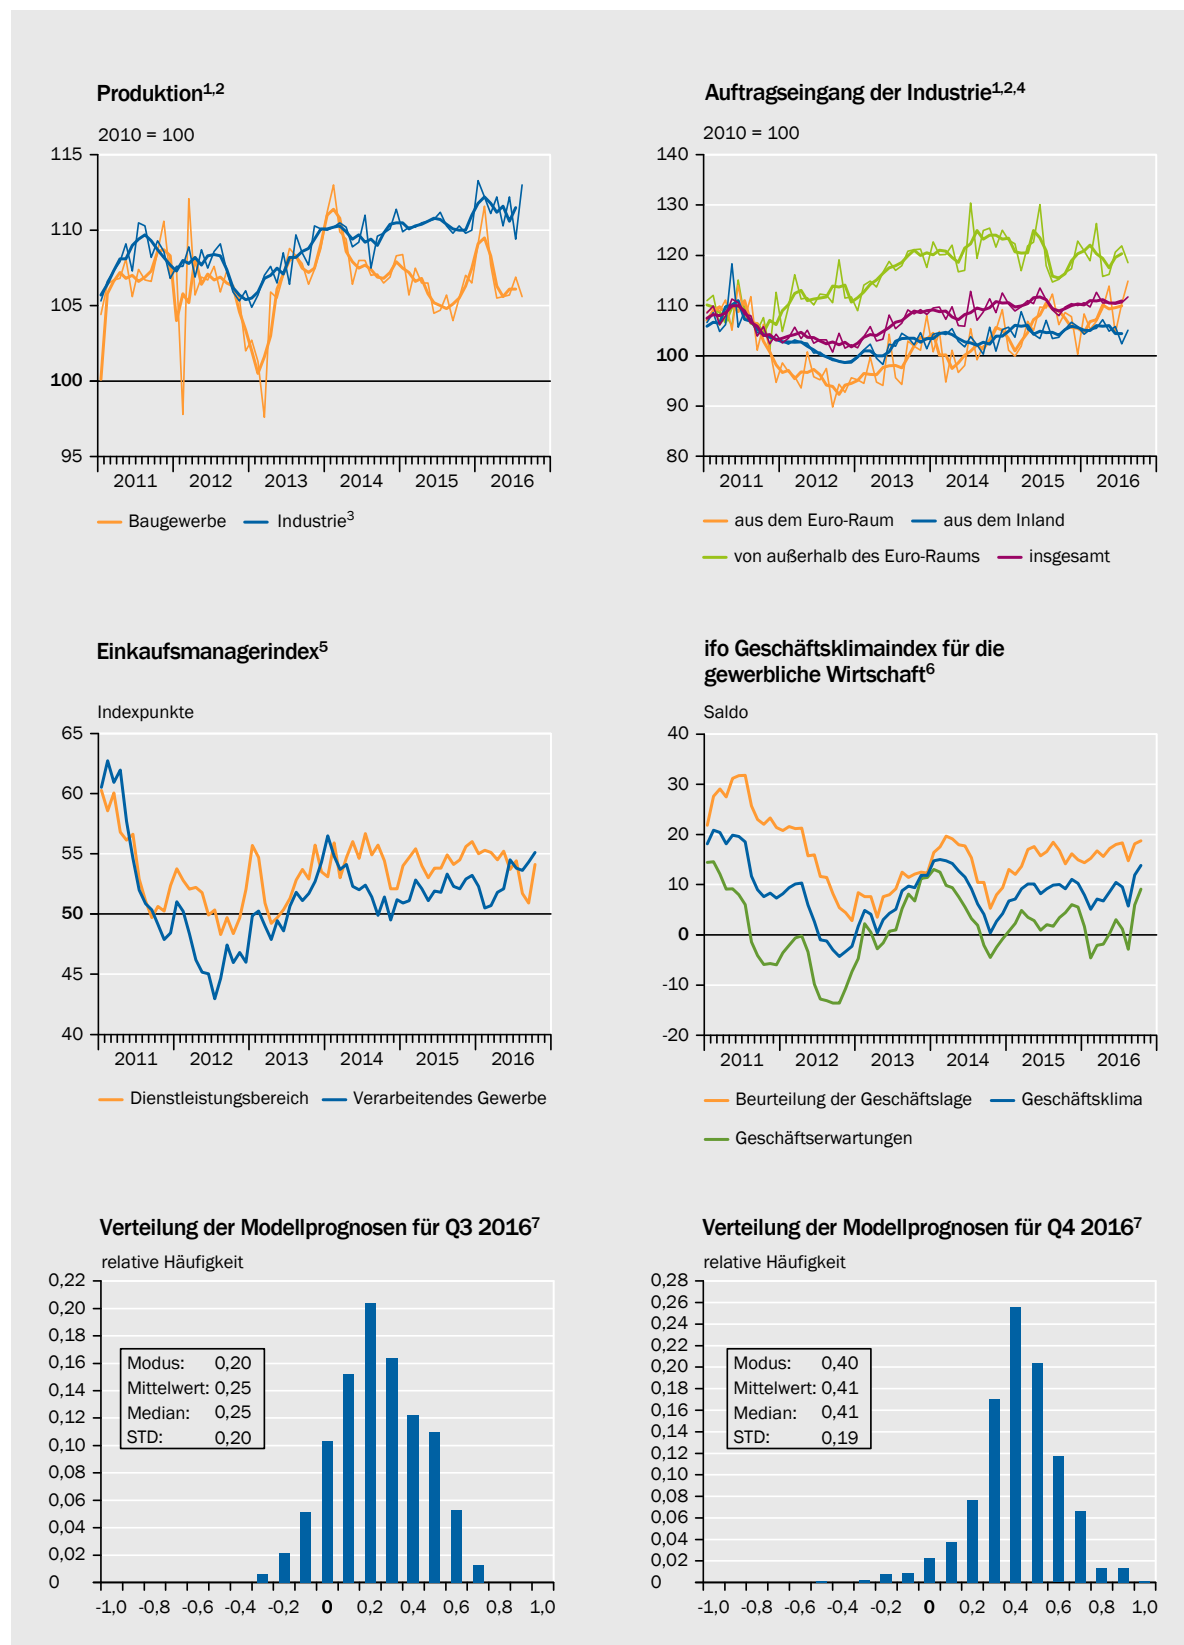 Produktion1,2
2010 = 100
115
110
105
100
95
2011 2012 2013 2014 2015 2016
Baugewerbe Industrie3
Auftragseingang der Industrie1,2,4
2010 = 100
140
130
120
110
100
90
80
2011 2012 2013 2014 2015 2016
aus dem Euro-Raum aus dem Inland
von außerhalb des Euro-Raums insgesamt
Einkaufsmanagerindex5
Indexpunkte
65
60
55
50
45
40
2011 2012 2013 2014 2015 2016
Dienstleistungsbereich Verarbeitendes Gewerbe
ifo Geschäftsklimaindex für die
gewerbliche Wirtschaft6
Saldo
40
30
20
10
0
-10
-20
2011 2012 2013 2014 2015 2016
Beurteilung der Geschäftslage Geschäftsklima
Geschäftserwartungen
Verteilung der Modellprognosen für Q3 20167
relative Häufigkeit
0,22
0,20
0,18
0,16
0,14
0,12
0,10
0,08
0,06
0,04
0,02
0
Modus: 0,20
Mittelwert: 0,25
Median: 0,25
STD: 0,20
-1,0 -0,8 -0,6 -0,4 -0,2 0 0,2 0,4 0,6 0,8 1,0
Verteilung der Modellprognosen für Q4 20167
relative Häufigkeit
0,28
0,26
0,24
0,22
0,20
0,18
0,16
0,14
0,12
0,10
0,08
0,06
0,04
0,02
0
Modus: 0,40
Mittelwert: 0,41
Median: 0,41
STD: 0,19
-1,0 -0,8 -0,6 -0,4 -0,2 0 0,2 0,4 0,6 0,8 1,0